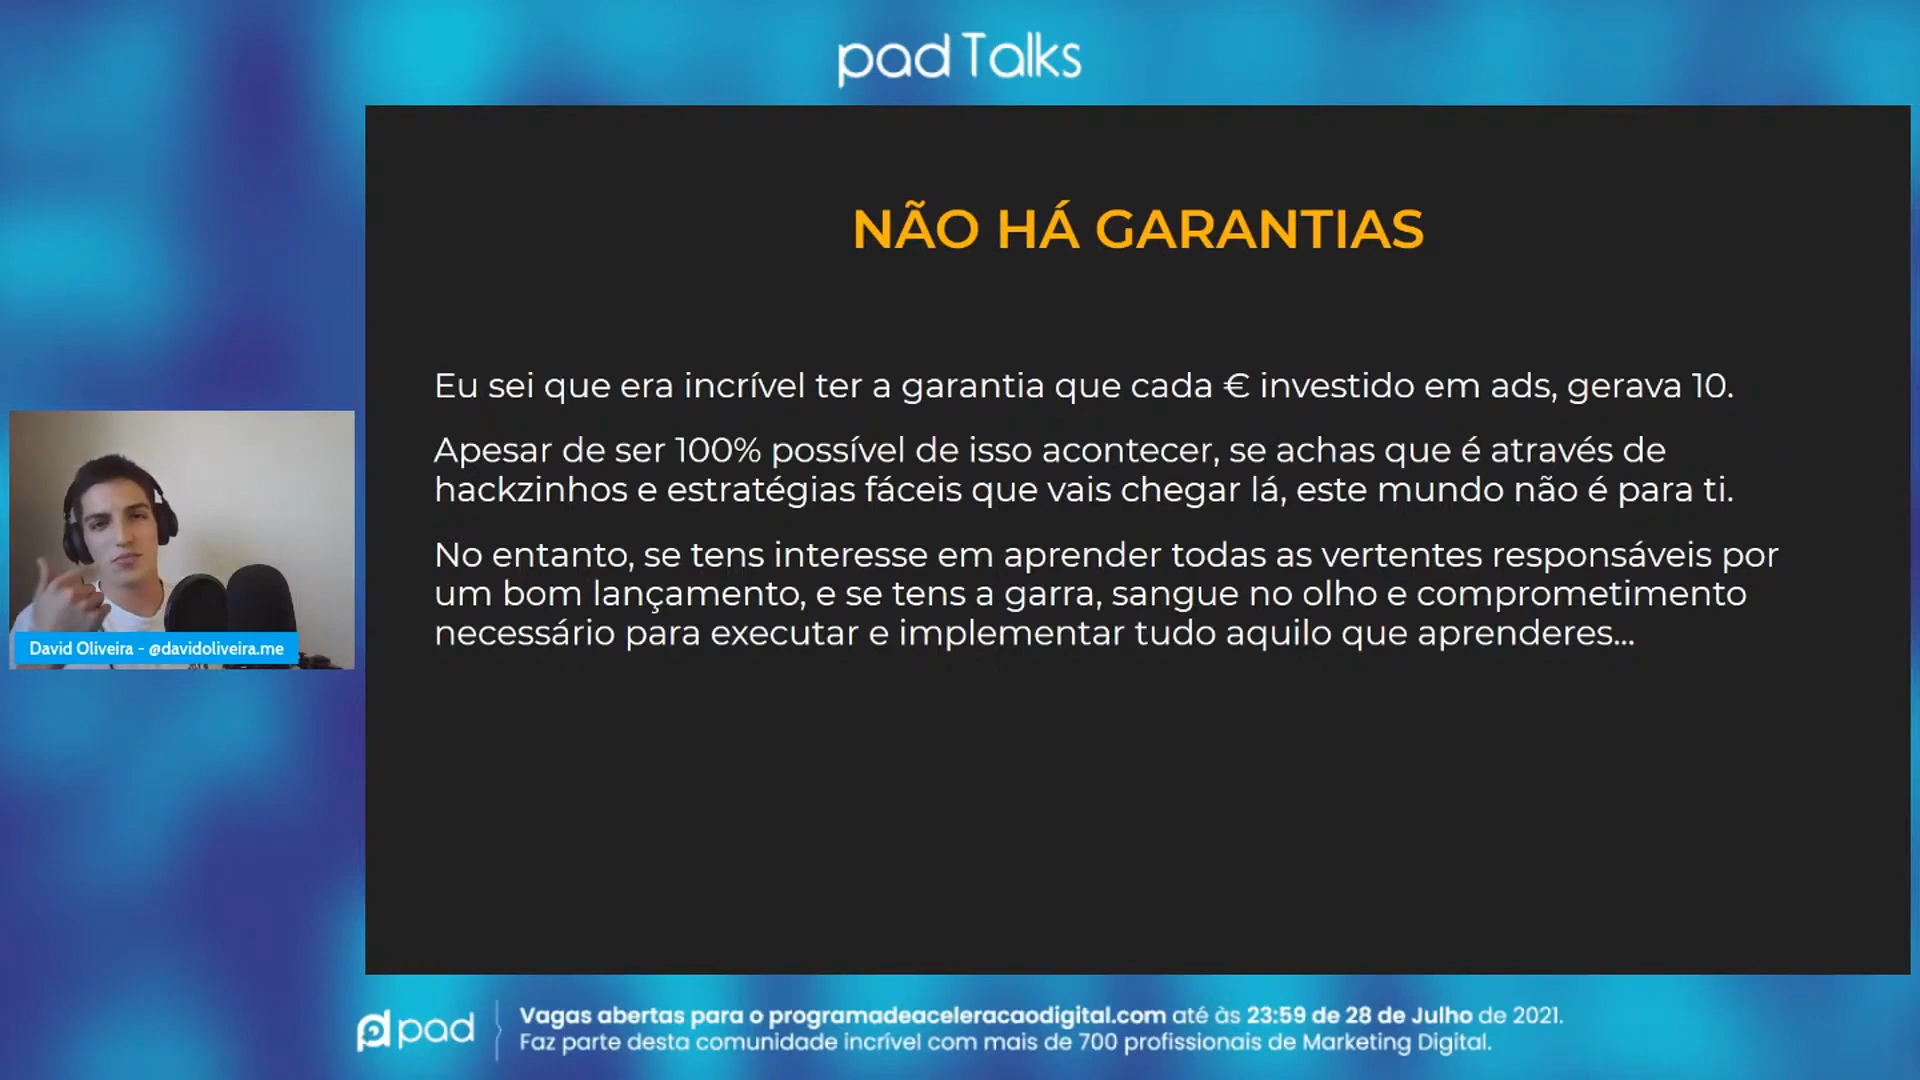 pad Talks
NÃO HÁ GARANTIAS
Eu sei que era incrível ter a garantia que cada € investido em ads, gerava 10.
Apesar de ser 100% possível de isso acontecer, se achas que é através de
hackzinhos e estratégias fáceis que vais chegar lá, este mundo não é para ti.
No entanto, se tens interesse em aprender todas as vertentes responsáveis por
um bom lançamento, e se tens a garra, sangue no olho e comprometimento
necessário para executar e implementar tudo aquilo que aprenderes...
David Oliveira - @davidoliveira.me
pad
Vagas abertas para o programadeaceleracaodigital.com até às 23:59 de 28 de Julho de 2021.
Faz parte desta comunidade incrível com mais de 700 profissionais de Marketing Digital.